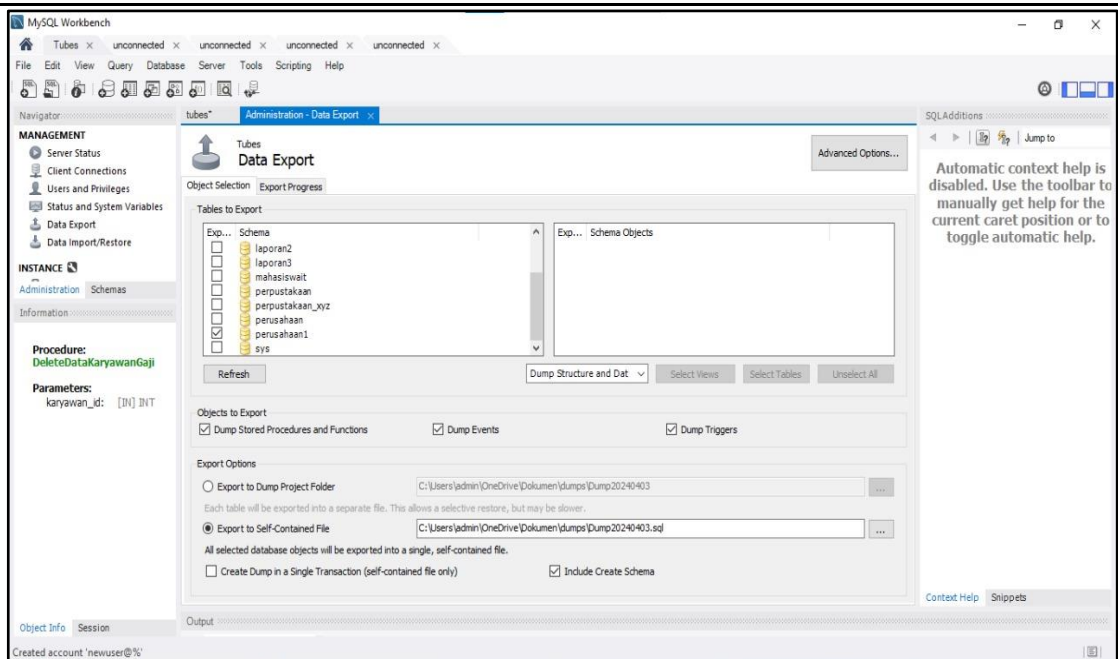 MySQL Workbench
Tubes × unconnected × unconnected × unconnected × unconnected ×
File Edit View Query Database Server Tools Scripting Help
Navigator
MANAGEMENT
Server Status
Client Connections
Users and Privileges
Status and System Variables
Data Export
Data Import/Restore
INSTANCE
Administration Schemas
Information
Procedure:
DeleteDataKaryawanGaji
Parameters:
karyawan_id: [IN] INT
Object Info Session
tubes* Administration - Data Export ×
Tubes
Data Export
Advanced Options...
Object Selection Export Progress
Tables to Export
Exp... Schema
laporan2
laporan3
mahasiswait
perpustakaan
perpustakaan_xyz
perusahaan
perusahaan1
sys
Exp... Schema Objects
Refresh
Dump Structure and Dat
Select Views
Select Tables
Unselect All
Objects to Export
Dump Stored Procedures and Functions Dump Events Dump Triggers
Export Options
Export to Dump Project Folder C:\Users\admin\OneDrive\Dokumen\dumps\Dump20240403 ...
Each table will be exported into a separate file. This allows a selective restore, but may be slower.
Export to Self-Contained File C:\Users\admin\OneDrive\Dokumen\dumps\Dump20240403.sql ...
All selected database objects will be exported into a single, self-contained file.
Create Dump in a Single Transaction (self-contained file only) Include Create Schema
Output
SQLAdditions
Jump to
Automatic context help is
disabled. Use the toolbar to
manually get help for the
current caret position or to
toggle automatic help.
Context Help Snippets
Created account 'newuser@%'